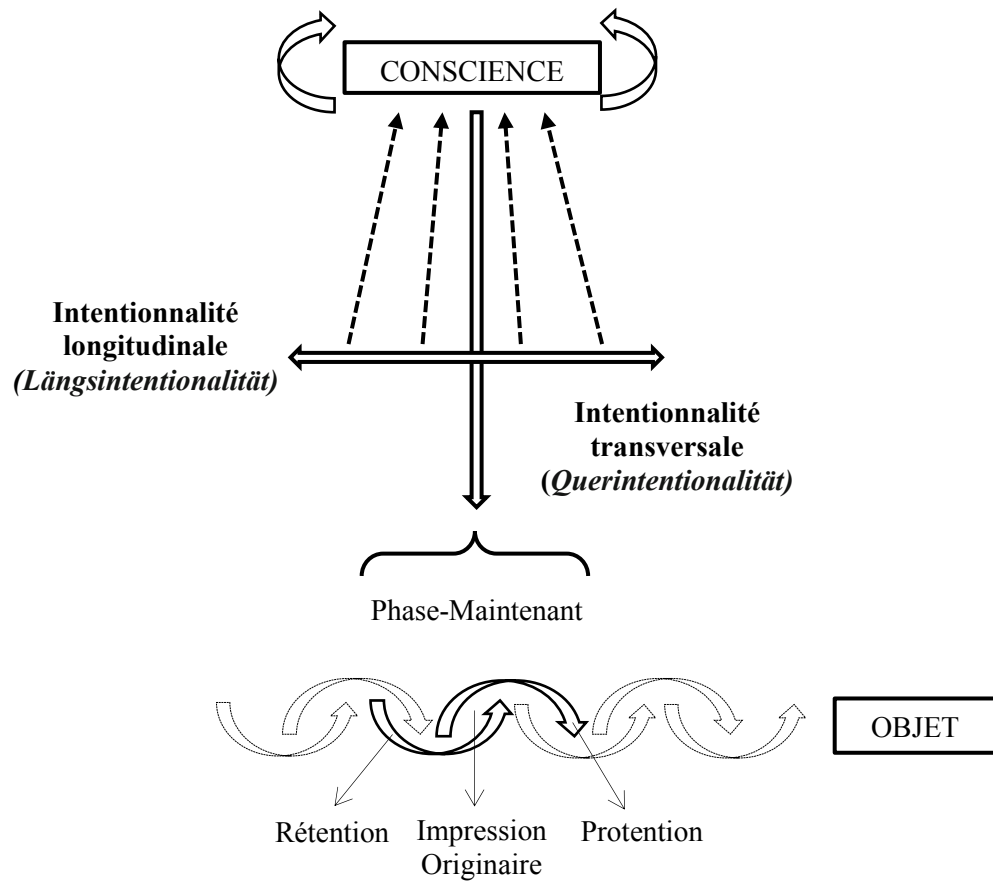 CONSCIENCE
Intentionnalité
longitudinale
(Längsintentionalität)
Intentionnalité
transversale
(Querintentionalität)
Phase-Maintenant
OBJET
Rétention
Impression
Originaire
Protention